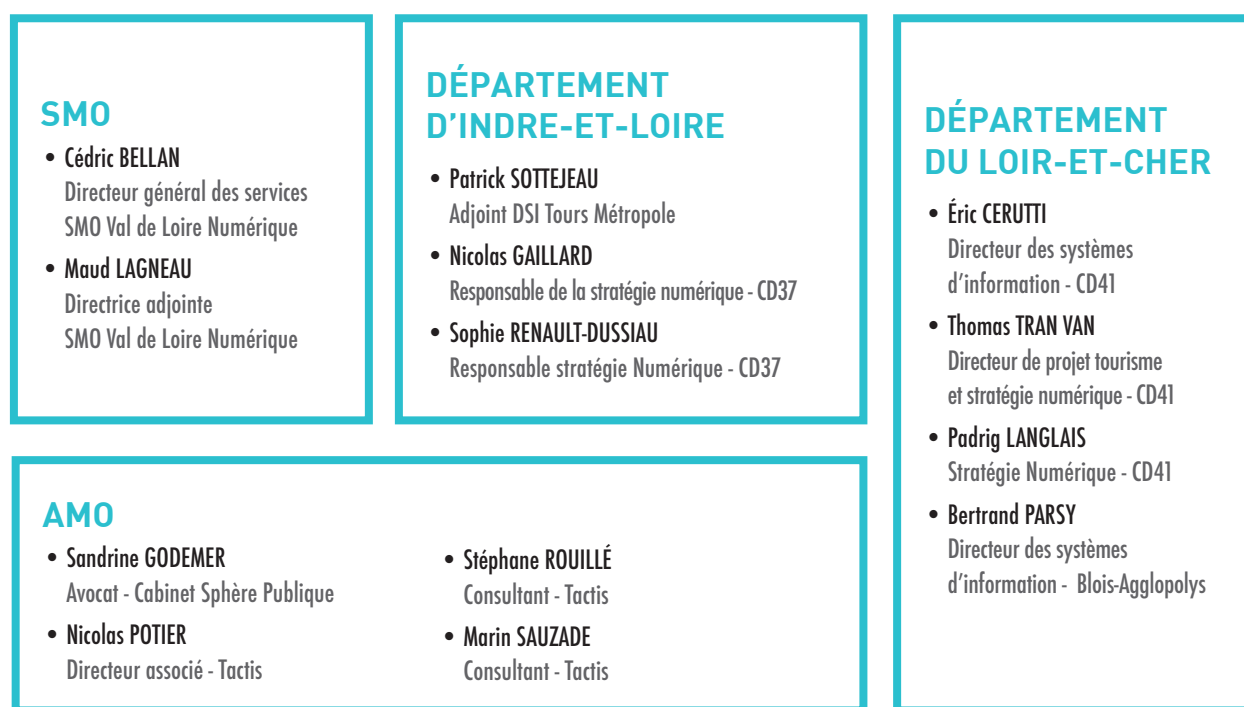 SMO
• Cédric BELLAN
Directeur général des services
SMO Val de Loire Numérique
• Maud LAGNEAU
Directrice adjointe
SMO Val de Loire Numérique
DÉPARTEMENT
D’INDRE-ET-LOIRE
• Patrick SOTTEJEAU
Adjoint DSI Tours Métropole
• Nicolas GAILLARD
Responsable de la stratégie numérique - CD37
• Sophie RENAULT-DUSSIAU
Responsable stratégie Numérique - CD37
DÉPARTEMENT
DU LOIR-ET-CHER
• Éric CERUTTI
Directeur des systèmes
d’information - CD41
• Thomas TRAN VAN
Directeur de projet tourisme
et stratégie numérique - CD41
• Padrig LANGLAIS
Stratégie Numérique - CD41
• Bertrand PARSY
Directeur des systèmes
d’information - Blois-Agglopolys
AMO
• Sandrine GODEMER
Avocat - Cabinet Sphère Publique
• Nicolas POTIER
Directeur associé - Tactis
• Stéphane ROUILLÉ
Consultant - Tactis
• Marin SAUZADE
Consultant - Tactis